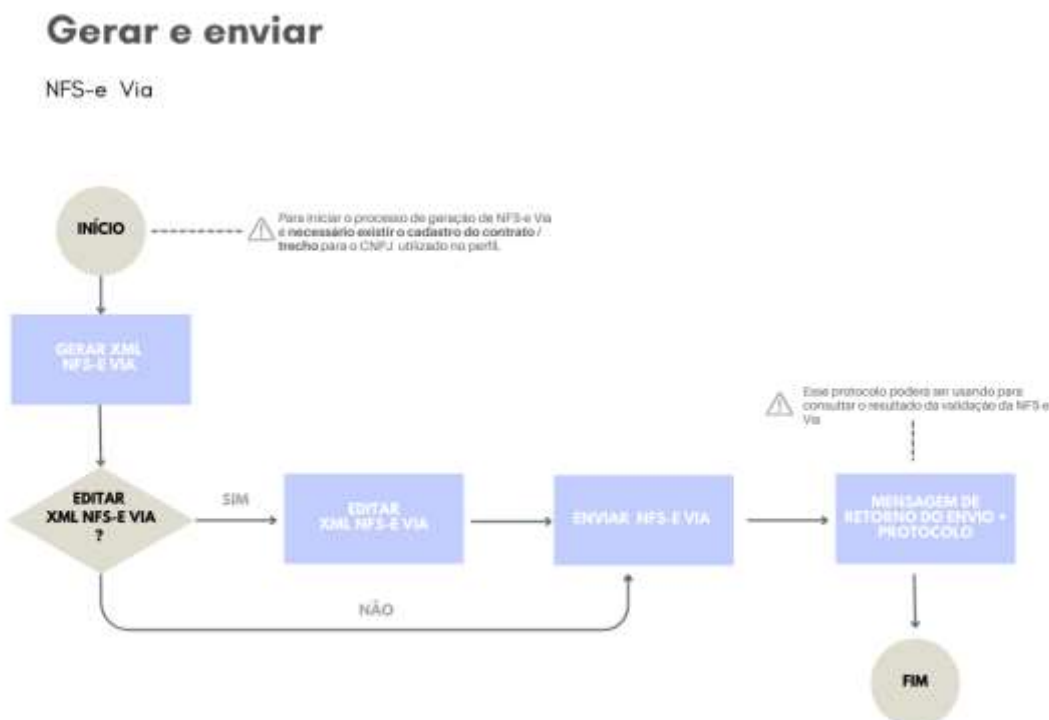 Gerar e enviar
NFS-e Via
INÍCIO
Para iniciar o processo de geração de NFS-e Via
é necessário existir o cadastro do contrato /
trecho para o CNPJ utilizado no perfil.
GERAR XML
NFS-E VIA
Esse protocolo poderá ser usando para
consultar o resultado da validação da NFS-e
Via
EDITAR
XML NFS-E VIA
?
SIM
EDITAR
XML NFS-E VIA
ENVIAR NFS-E VIA
MENSAGEM DE
RETORNO DO ENVIO +
PROTOCOLO
NÃO
FIM